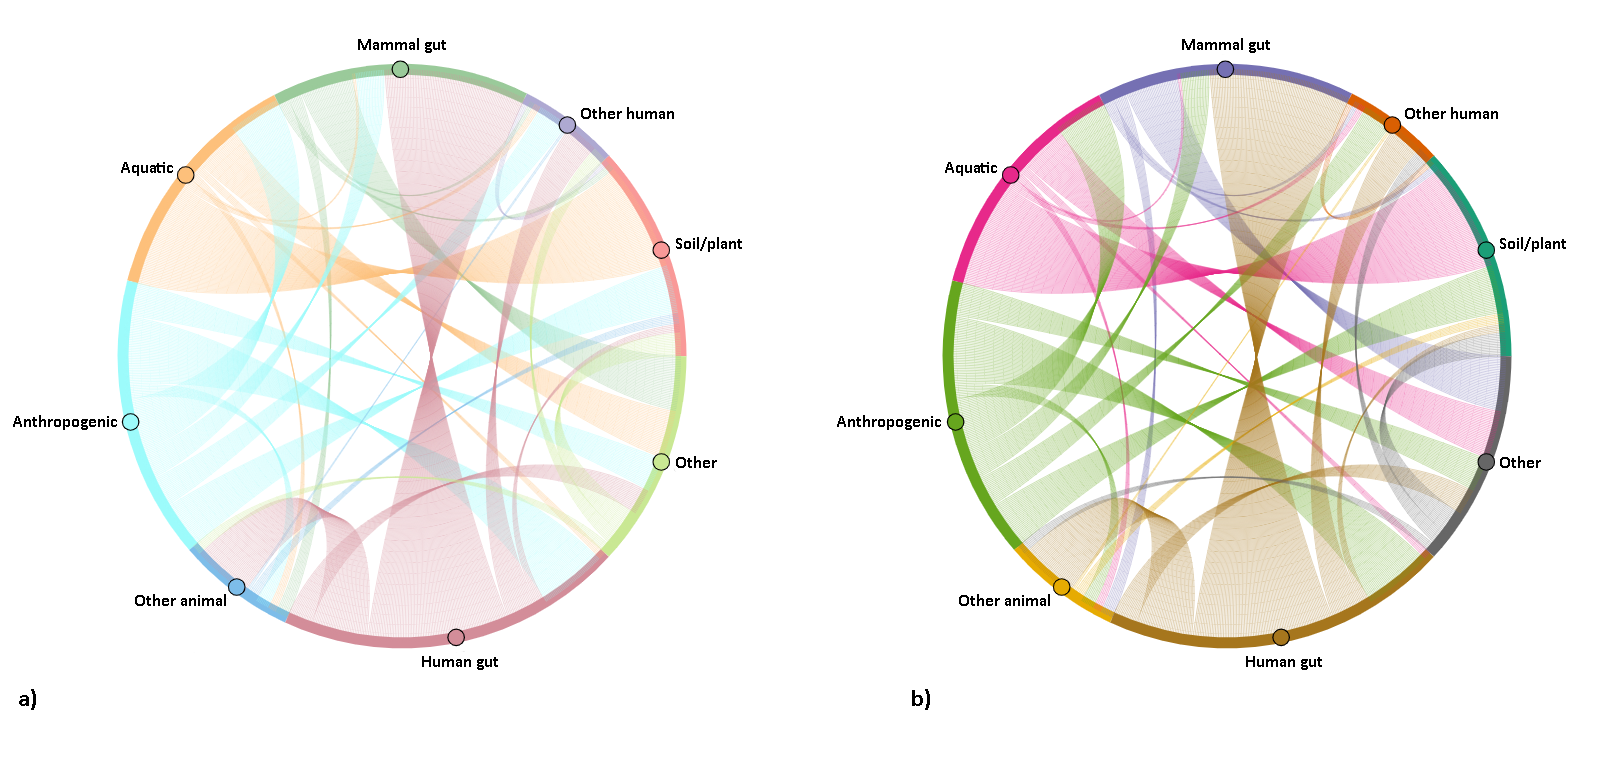 Mammal gut
Other human
Aquatic
Soil/plant
Anthropogenic
Other
Other animal
Human gut
a)
Mammal gut
Other human
Aquatic
Soil/plant
Anthropogenic
Other
Other animal
Human gut
b)